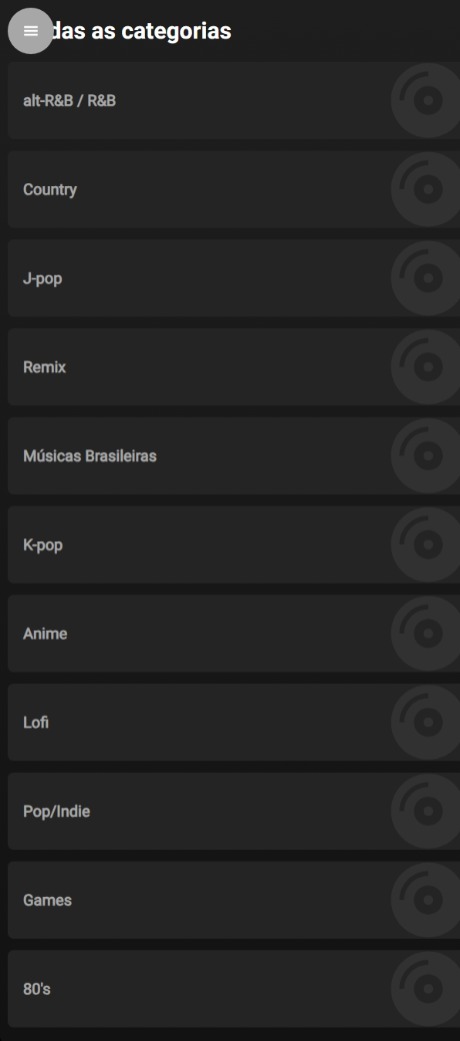 das as categorias
alt-R&B / R&B
Country
J-pop
Remix
Músicas Brasileiras
K-pop
Anime
Lofi
Pop/Indie
Games
80's